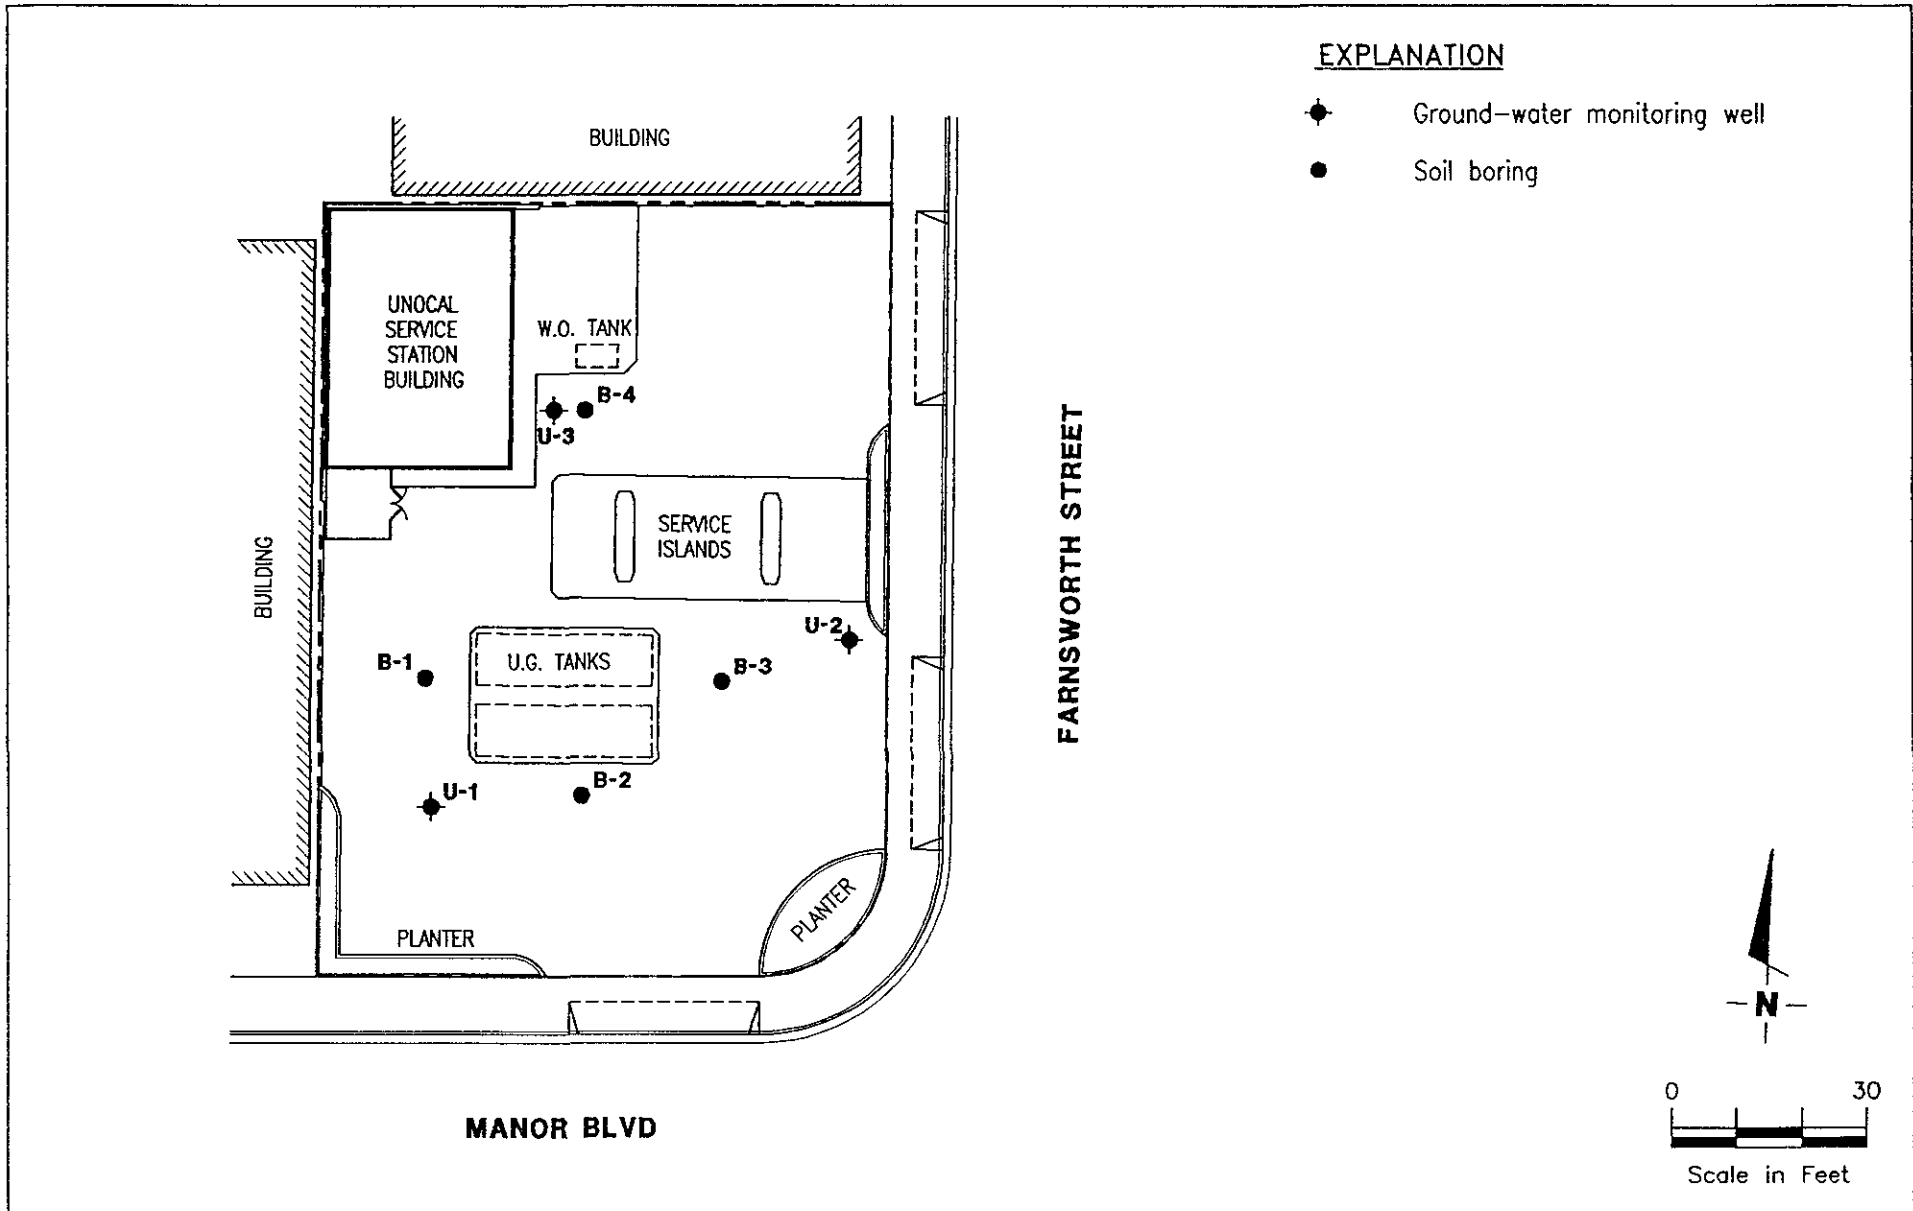 EXPLANATION
Ground-water monitoring well
Soil boring
BUILDING
UNOCAL
SERVICE
STATION
BUILDING
W.O. TANK
B-4
U-3
SERVICE
ISLANDS
BUILDING
FARNSWORTH STREET
U-2
B-1
U.G. TANKS
B-3
U-1
B-2
PLANTER
PLANTER
N
MANOR BLVD
0 30
Scale in Feet